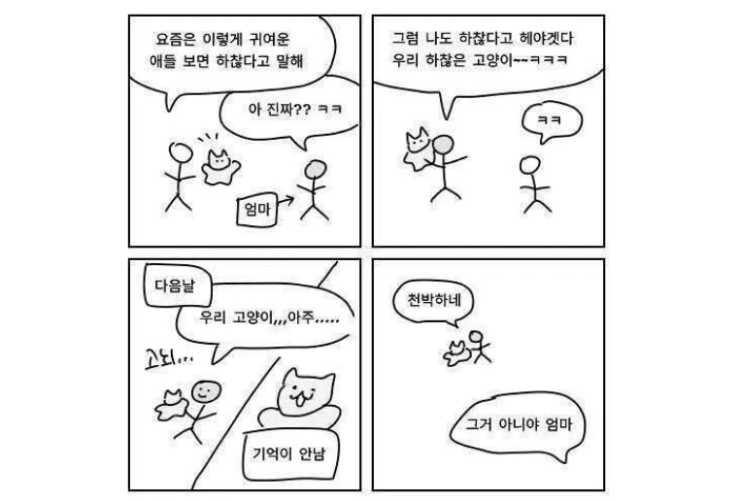 요즘은 이렇게 귀여운
애들 보면 하찮다고 말해
아 진짜?? ㅋㅋ
엄마
그럼 나도 하찮다고 헤야겟다
우리 하찮은 고양이~~ㅋㅋㅋ
ㅋㅋ
다음날
우리 고양이,,,아주.....
고뇌...
기억이 안남
천박하네
그거 아니야 엄마